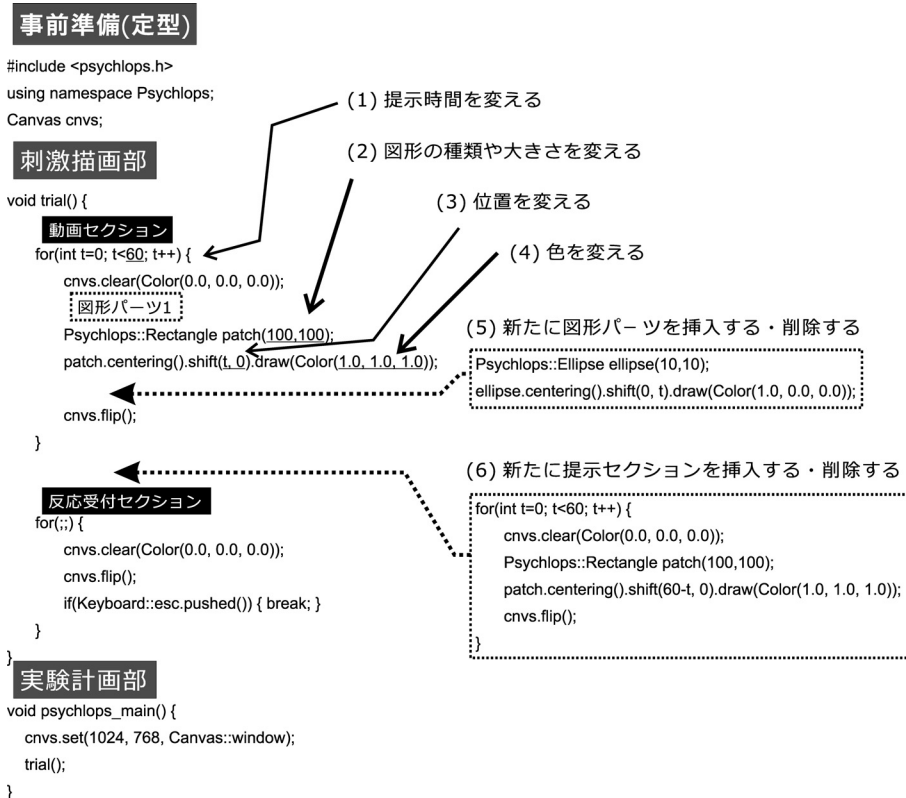 事前準備(定型)
#include <psychlops.h>
using namespace Psychlops;
Canvas cnvs;
刺激描画部
void trial() {
動画セクション
for(int t=0; t<60; t++) {
cnvs.clear(Color(0.0, 0.0, 0.0));
図形パーツ1
Psychlops::Rectangle patch(100,100);
patch.centering().shift(t, 0).draw(Color(1.0, 1.0, 1.0));
cnvs.flip();
}
反応受付セクション
for(;;) {
cnvs.clear(Color(0.0, 0.0, 0.0));
cnvs.flip();
if(Keyboard::esc.pushed()) { break; }
}
}
実験計画部
void psychlops_main() {
cnvs.set(1024, 768, Canvas::window);
trial();
}
(1) 提示時間を変える
(2) 図形の種類や大きさを変える
(3) 位置を変える
(4) 色を変える
(5) 新たに図形パーツを挿入する・削除する
Psychlops::Ellipse ellipse(10,10);
ellipse.centering().shift(0, t).draw(Color(1.0, 0.0, 0.0));
(6) 新たに提示セクションを挿入する・削除する
for(int t=0; t<60; t++) {
cnvs.clear(Color(0.0, 0.0, 0.0));
Psychlops::Rectangle patch(100,100);
patch.centering().shift(60-t, 0).draw(Color(1.0, 1.0, 1.0));
cnvs.flip();
}